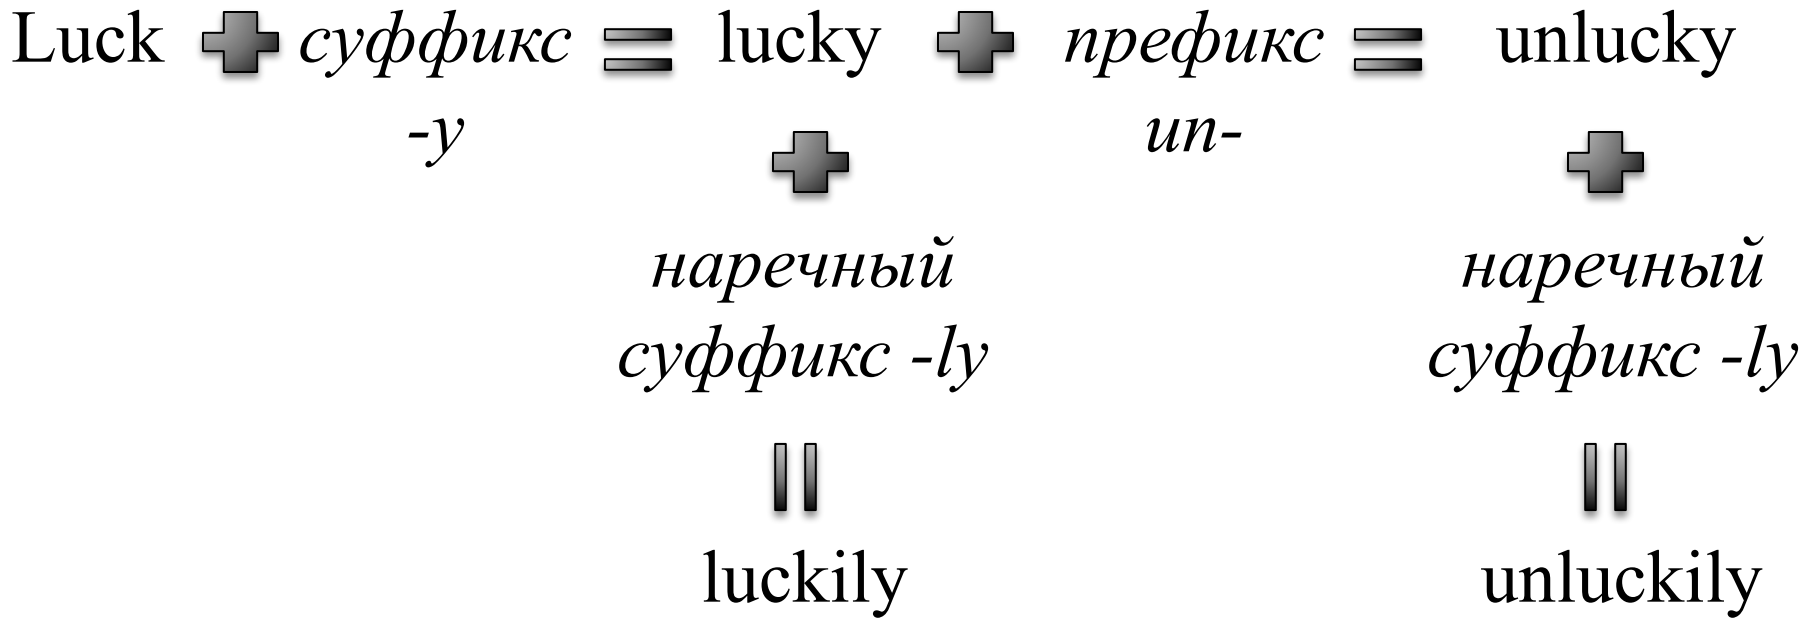 Luck + суффикс = lucky + префикс = unlucky
-y un-
+ +
наречный наречный
суффикс -ly суффикс -ly
= =
luckily unluckily